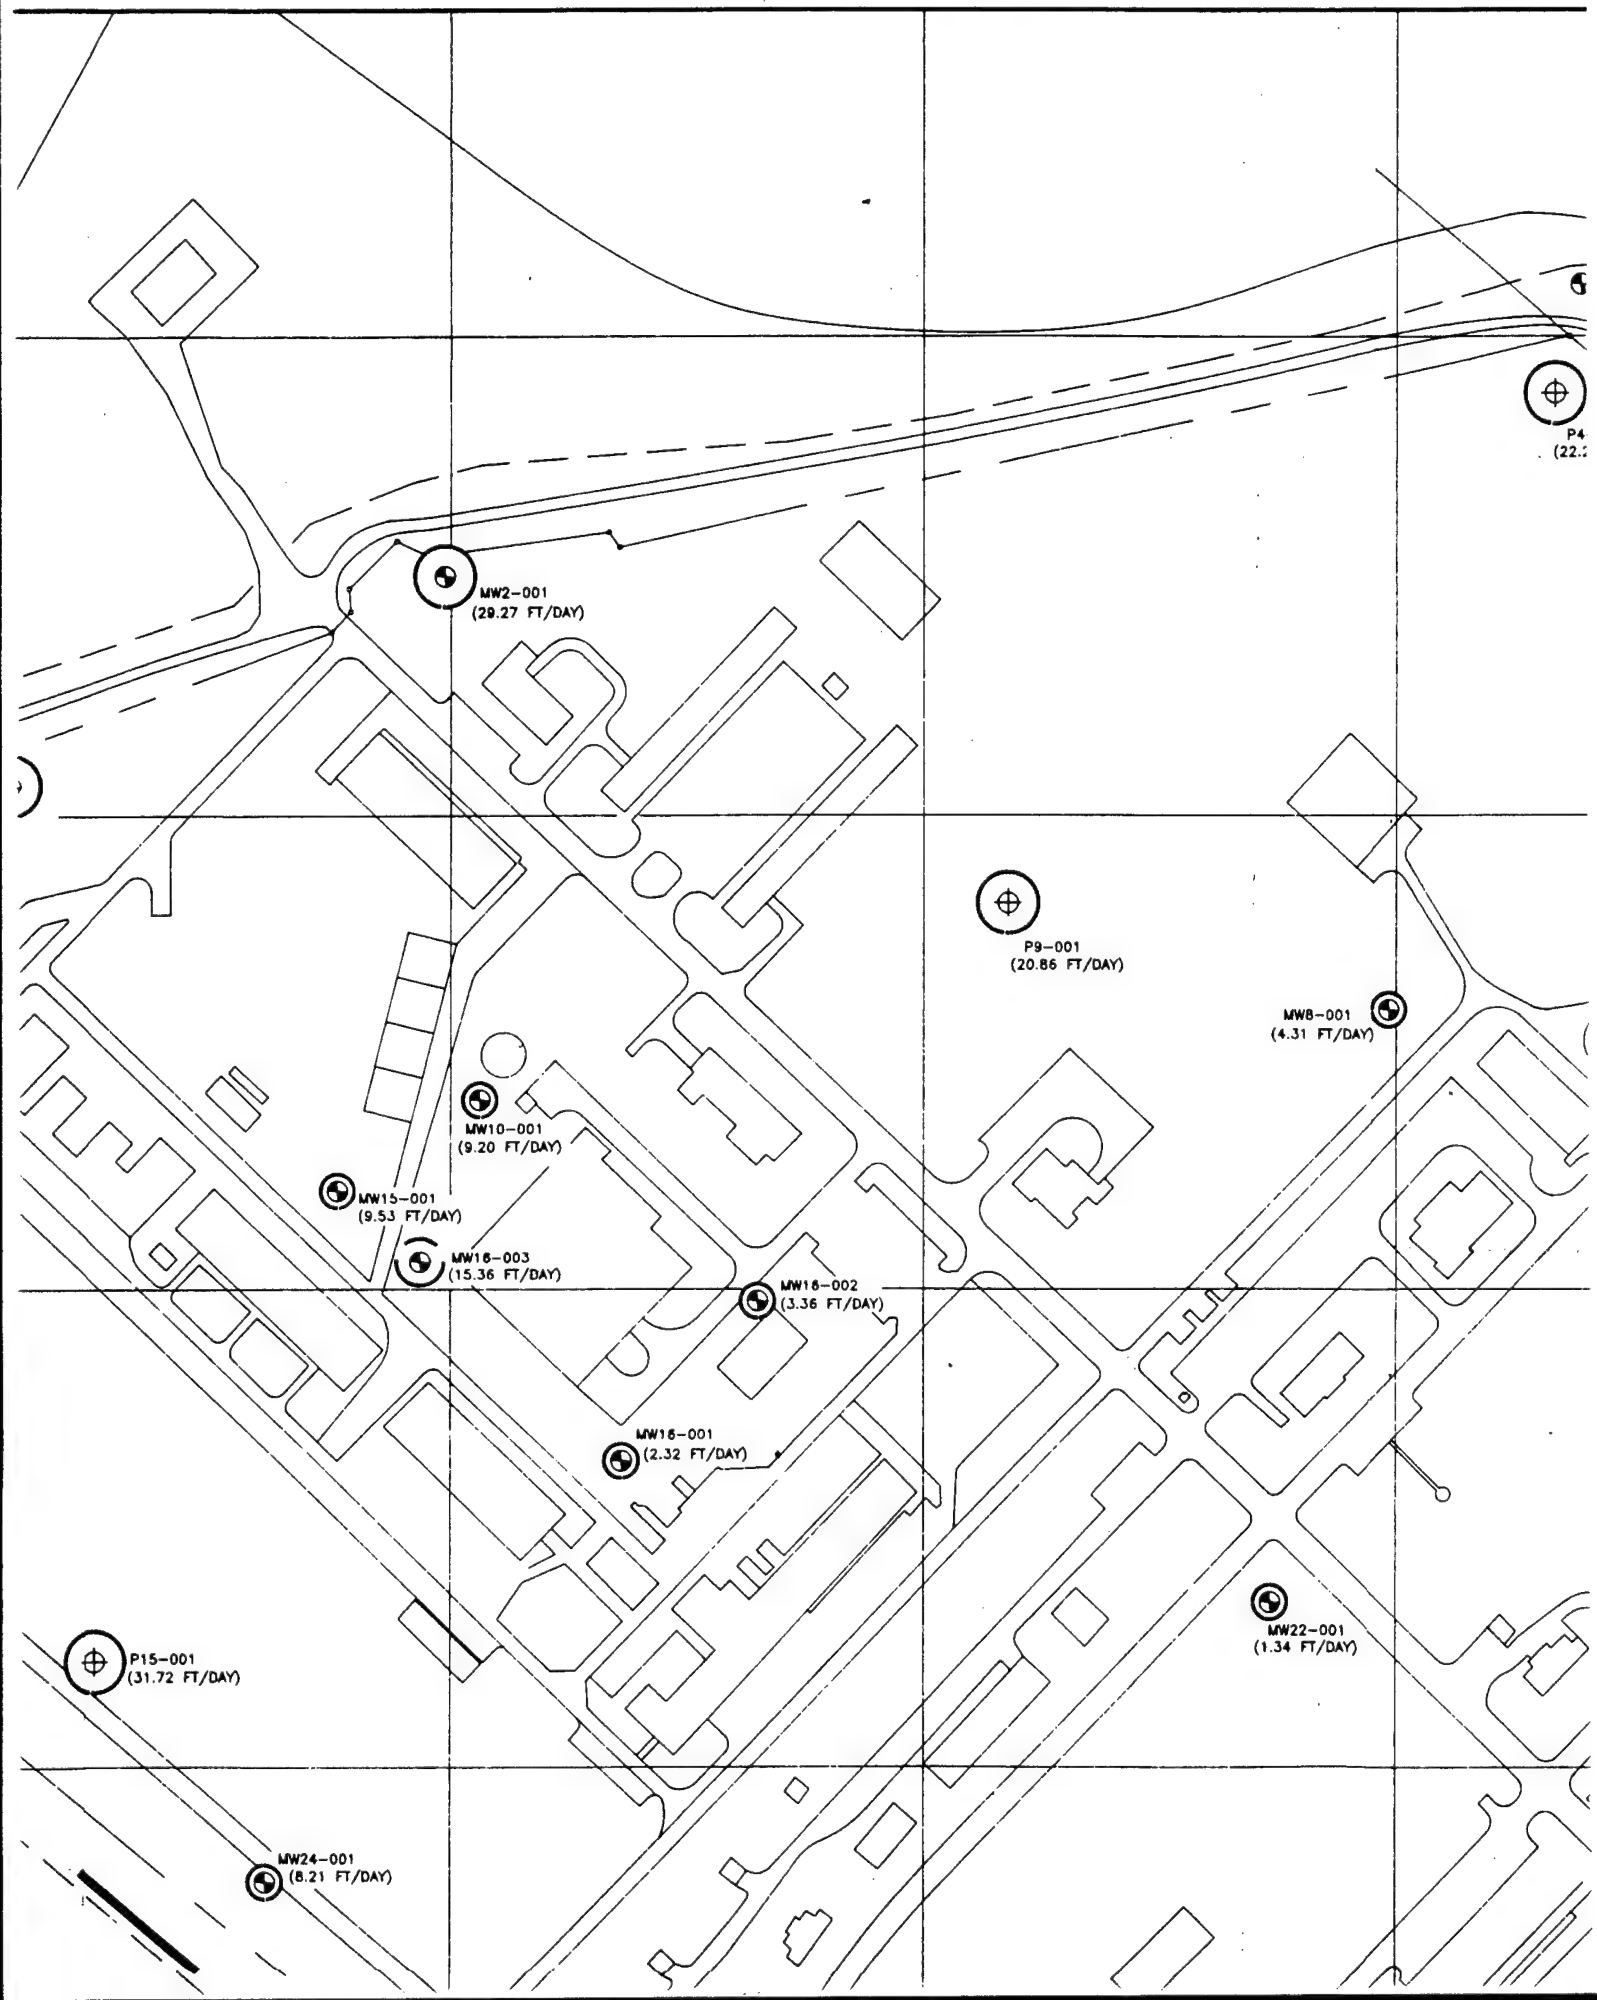 P4
(22.2
MW2-001
(29.27 FT/DAY)
P9-001
(20.86 FT/DAY)
MW8-001
(4.31 FT/DAY)
MW10-001
(9.20 FT/DAY)
MW15-001
(9.53 FT/DAY)
MW16-003
(15.36 FT/DAY)
MW16-002
(3.36 FT/DAY)
MW16-001
(2.32 FT/DAY)
MW22-001
(1.34 FT/DAY)
P15-001
(31.72 FT/DAY)
MW24-001
(8.21 FT/DAY)